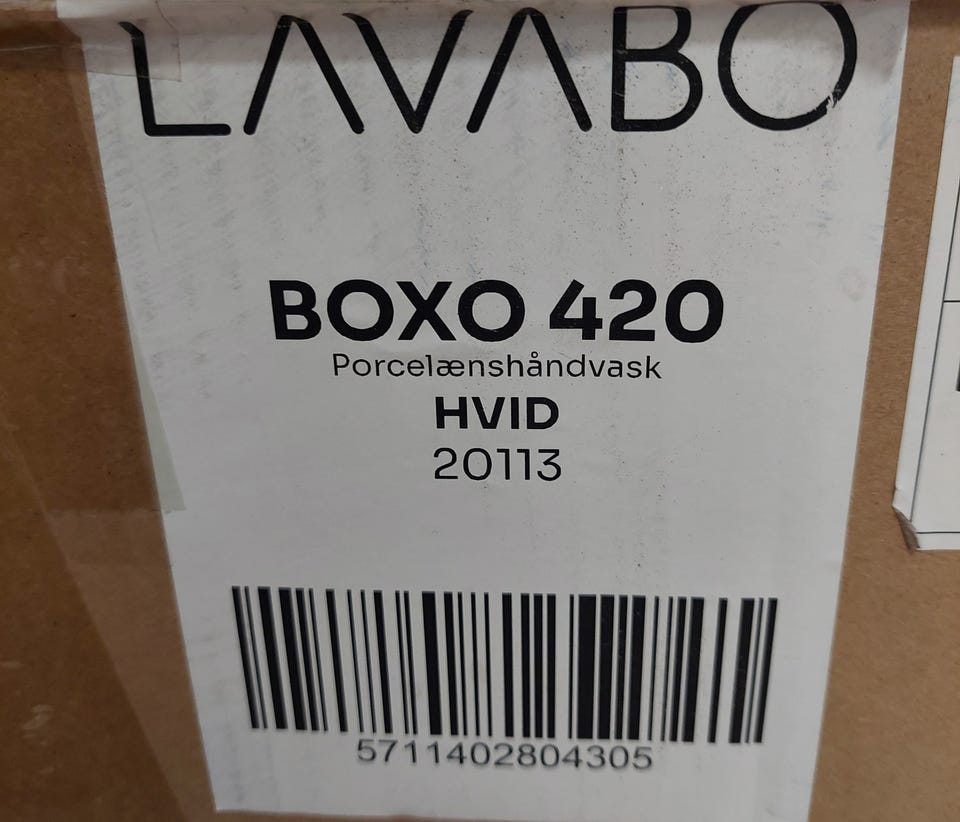 LAVABO
BOXO 420
Porcelænshåndvask
HVID
20113
5711402804305